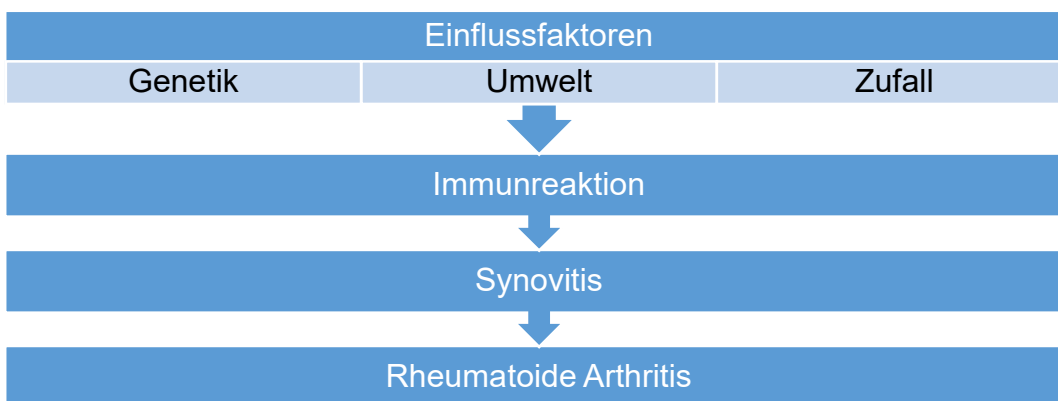 Einflussfaktoren
Genetik Umwelt Zufall
Immunreaktion
Synovitis
Rheumatoide Arthritis